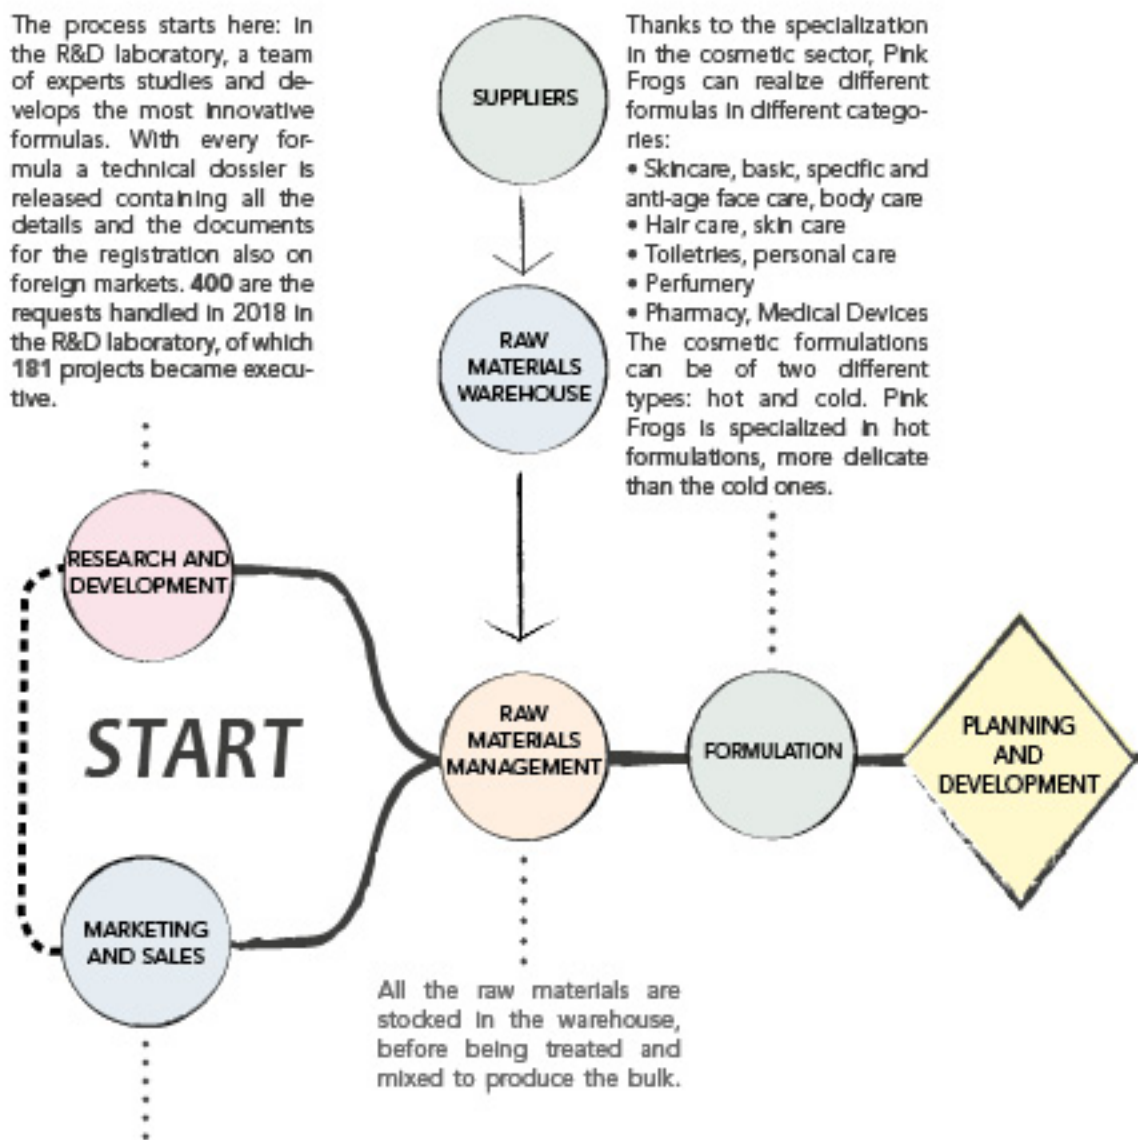 The process starts here: in
the R&D laboratory, a team
of experts studies and de-
velops the most innovative
formulas. With every for-
mula a technical dossier is
released containing all the
details and the documents
for the registration also on
foreign markets. 400 are the
requests handled in 2018 in
the R&D laboratory, of which
181 projects became execu-
tive.
SUPPLIERS
RAW
MATERIALS
WAREHOUSE
Thanks to the specialization
in the cosmetic sector, Pink
Frogs can realize different
formulas in different catego-
ries:
• Skincare, basic, specific and
anti-age face care, body care
• Hair care, skin care
• Toiletries, personal care
• Perfumery
• Pharmacy, Medical Devices
The cosmetic formulations
can be of two different
types: hot and cold. Pink
Frogs is specialized in hot
formulations, more delicate
than the cold ones.
RESEARCH AND
DEVELOPMENT
START
MARKETING
AND SALES
RAW
MATERIALS
MANAGEMENT
FORMULATION
PLANNING
AND
DEVELOPMENT
All the raw materials are
stocked in the warehouse,
before being treated and
mixed to produce the bulk.